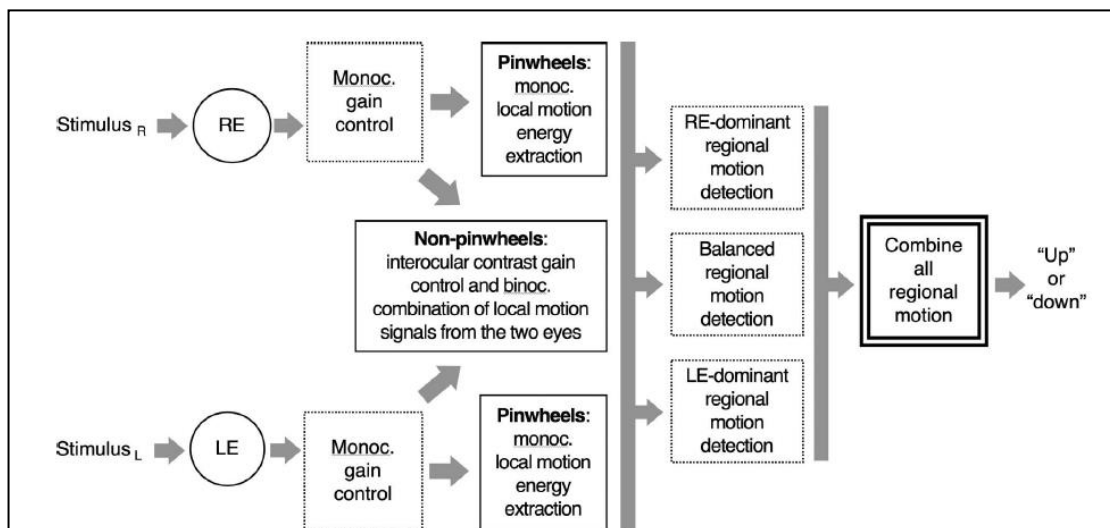 Stimulus R
RE
Monoc.
gain
control
Pinwheels:
monoc.
local motion
energy
extraction
Non-pinwheels:
interocular contrast gain
control and binoc.
combination of local motion
signals from the two eyes
Stimulus L
LE
Monoc.
gain
control
Pinwheels:
monoc.
local motion
energy
extraction
RE-dominant
regional
motion
detection
Balanced
regional
motion
detection
LE-dominant
regional
motion
detection
Combine
all
regional
motion
“Up”
or
“down”